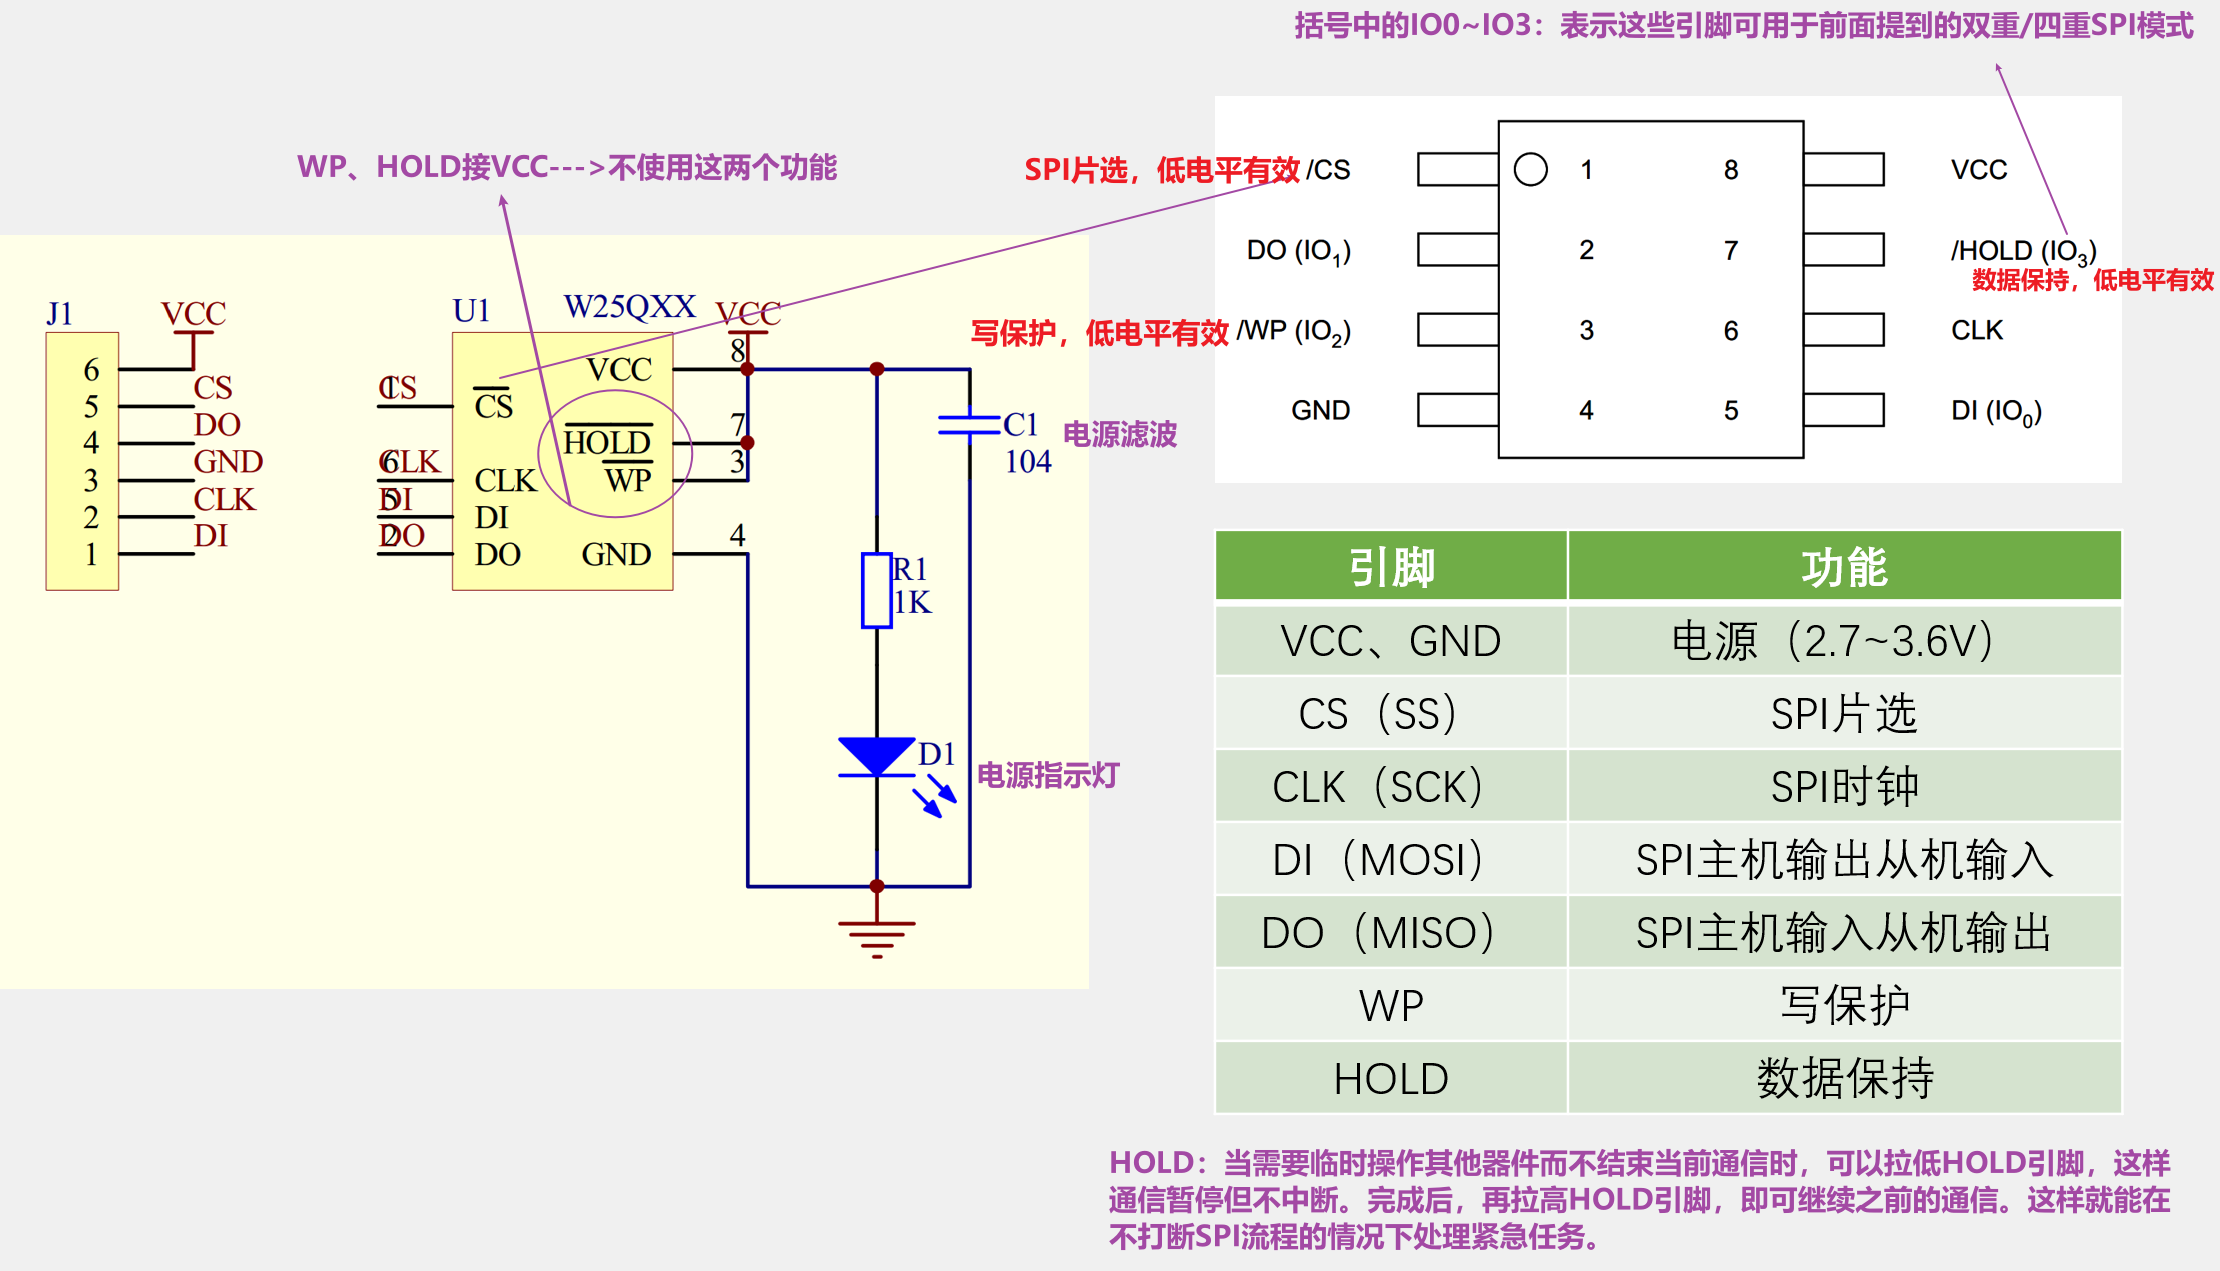 括号中的IO0~IO3：表示这些引脚可用于前面提到的双重/四重SPI模式
WP、HOLD接VCC--->不使用这两个功能
SPI片选，低电平有效
/CS
1
8
VCC
DO (IO1)
2
7
/HOLD (IO3)
数据保持，低电平有效
写保护，低电平有效
/WP (IO2)
3
6
CLK
GND
4
5
DI (IO0)
J1
VCC
6
5
CS
4
DO
3
GND
2
CLK
1
DI
U1
W25QXX
VCC
CS
1
CS
CLK
6
CLK
DI
5
DI
DO
2
DO
VCC
8
HOLD
7
WP
3
GND
4
C1
104
电源滤波
R1
1K
D1
电源指示灯
引脚 功能
VCC、GND 电源（2.7~3.6V）
CS（SS） SPI片选
CLK（SCK） SPI时钟
DI（MOSI） SPI主机输出从机输入
DO（MISO） SPI主机输入从机输出
WP 写保护
HOLD 数据保持
HOLD：当需要临时操作其他器件而不结束当前通信时，可以拉低HOLD引脚，这样
通信暂停但不中断。完成后，再拉高HOLD引脚，即可继续之前的通信。这样就能在
不打断SPI流程的情况下处理紧急任务。